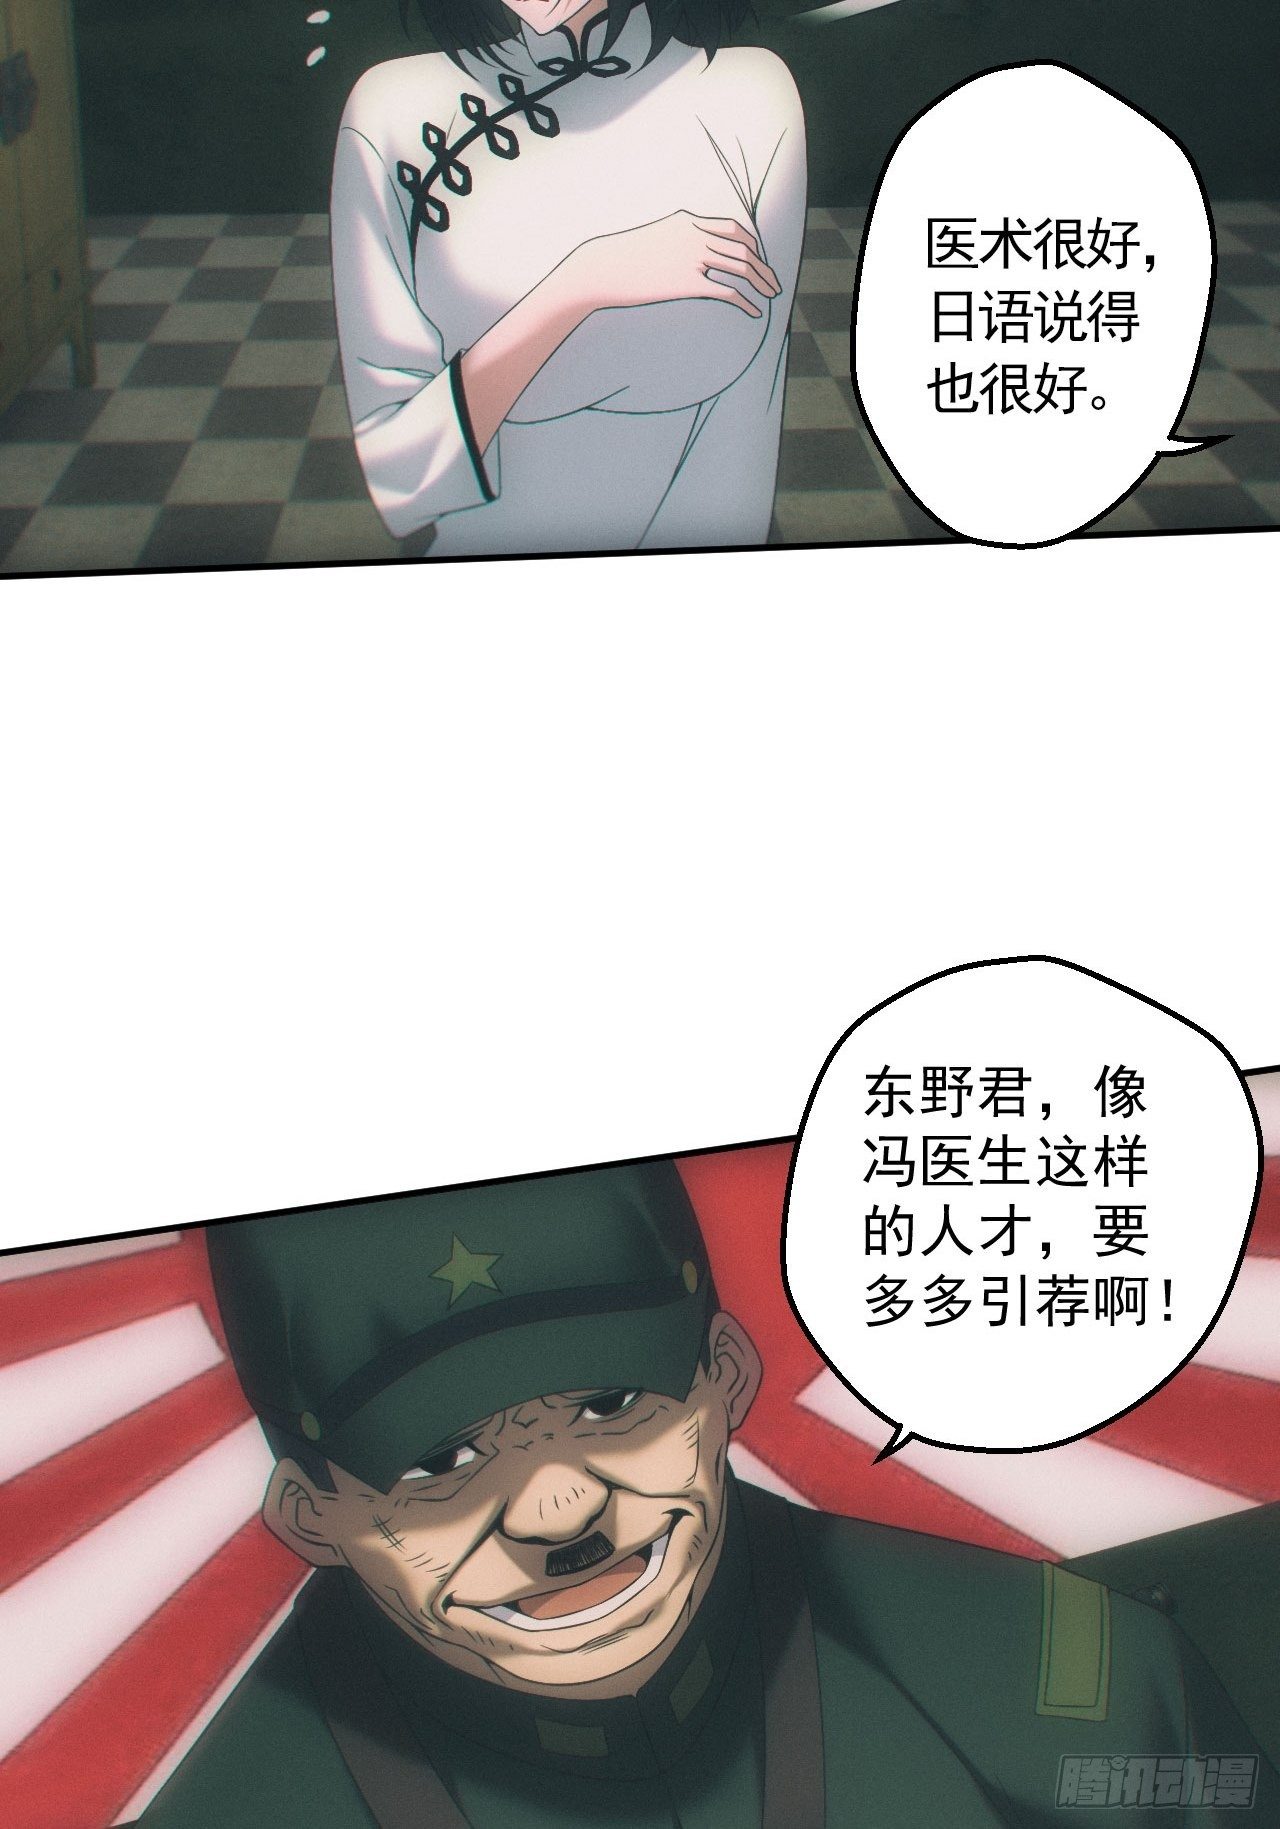 医术很好，
日语说得
也很好。
东野君，像
冯医生这样
的人才，要
多多引荐啊！
腾讯动漫